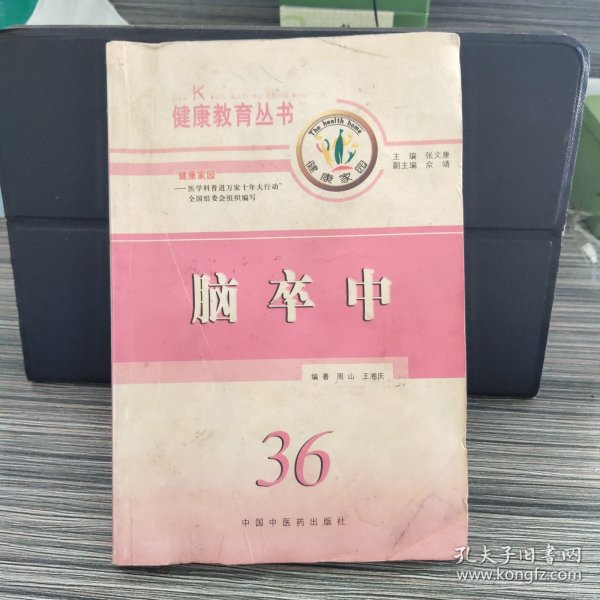 健康教育丛书
The health home
健康家园
主编 张文康
副主编 佘靖
"健康家园
——医学科普进万家十年大行动"
全国组委会组织编写
脑卒中
编著 周山 王湘庆
36
中国中医药出版社
孔夫子旧书网
www.kongfz.com